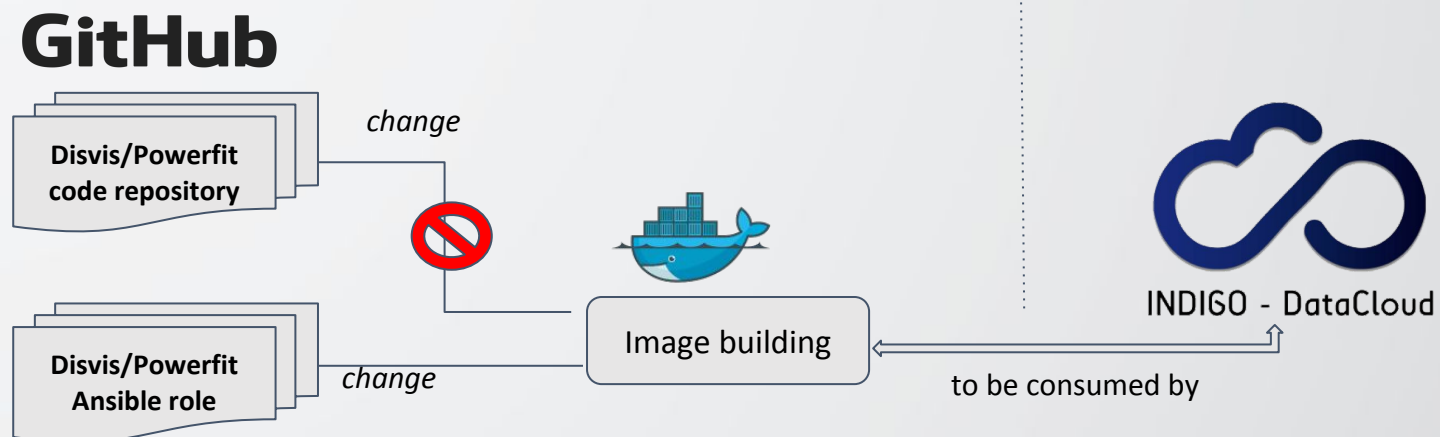 GitHub
change
Disvis/Powerfit
code repository
INDIGO - DataCloud
Image building
Disvis/Powerfit
Ansible role
change
to be consumed by